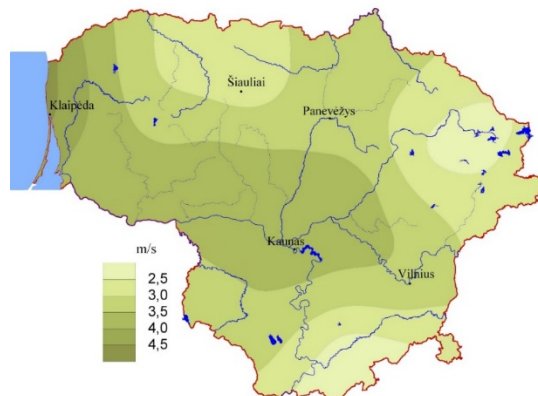 Šiauliai
Klaipėda
Panevėžys
Kaunas
Vilnius
m/s
2,5
3,0
3,5
4,0
4,5